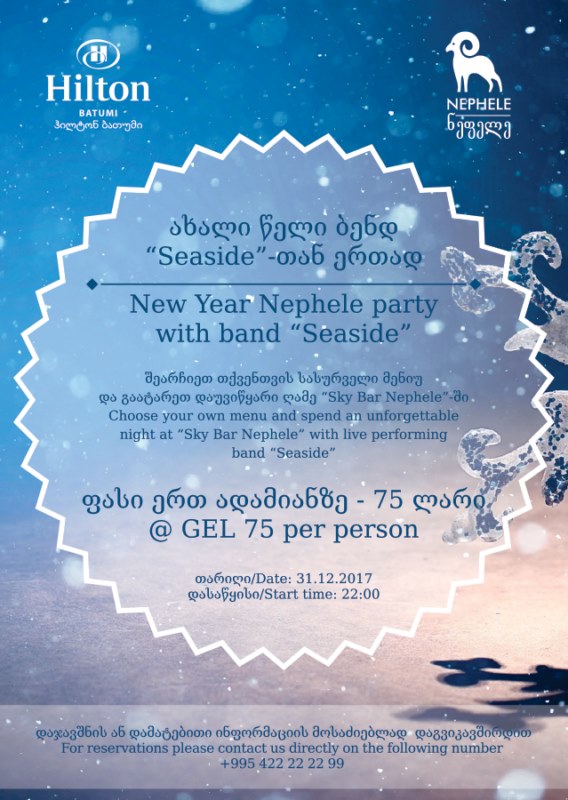 Hilton
BATUMI
ჰილტონ ბათუმი
NEPHELE
ნეფელე
ახალი წელი ბენდ
“Seaside”-თან ერთად
New Year Nephele party
with band “Seaside”
შეარჩიეთ თქვენთვის სასურველი მენიუ
და გაატარეთ დაუვიწყარი ღამე “Sky Bar Nephele”-ში
Choose your own menu and spend an unforgettable
night at “Sky Bar Nephele” with live performing
band “Seaside”
ფასი ერთ ადამიანზე - 75 ლარი
@ GEL 75 per person
თარიღი/Date: 31.12.2017
დასაწყისი/Start time: 22:00
დაჯავშნის ან დამატებითი ინფორმაციის მოსაძიებლად დაგვიკავშირდით
For reservations please contact us directly on the following number
+995 422 22 22 99